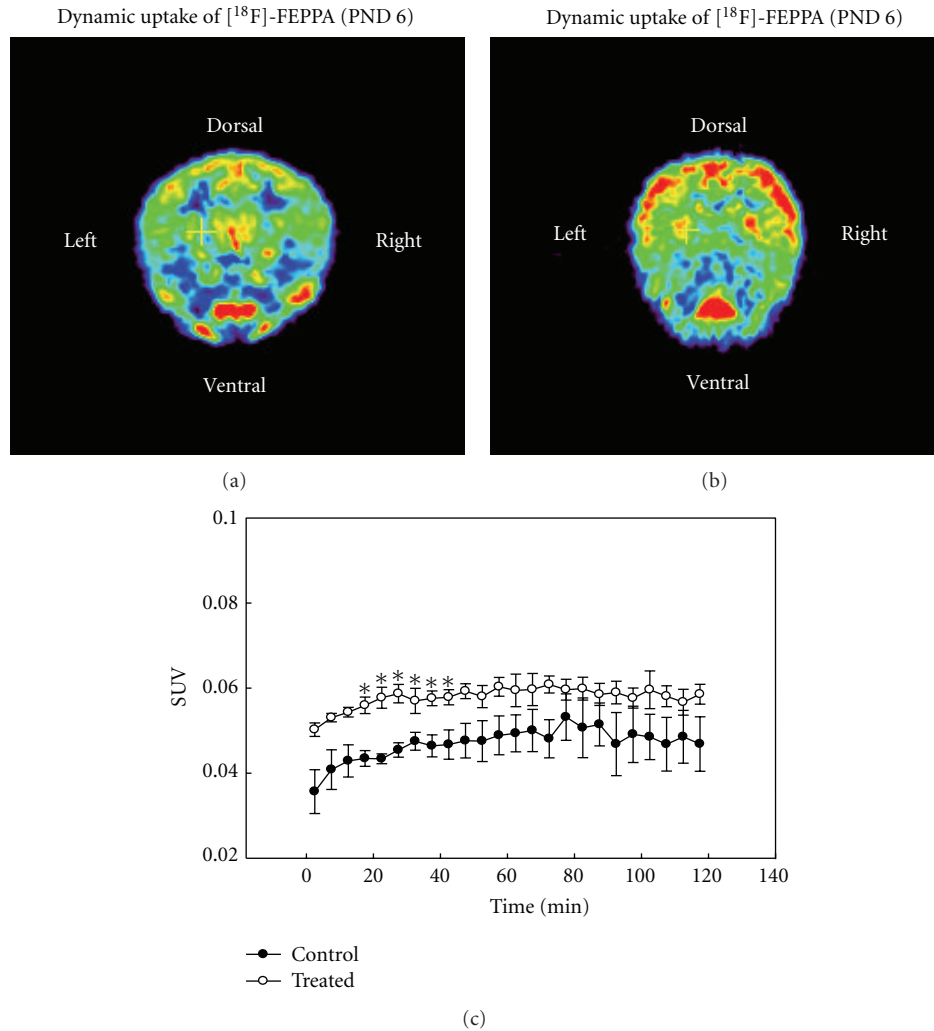 Dynamic uptake of [¹⁸F]-FEPPA (PND 6)
Dorsal
Left
Right
Ventral
(a)
Dynamic uptake of [¹⁸F]-FEPPA (PND 6)
Dorsal
Left
Right
Ventral
(b)
0.1
0.08
0.06
0.04
0.02
SUV
∗ ∗ ∗ ∗ ∗ ∗
0 20 40 60 80 100 120 140
Time (min)
Control
Treated
(c)